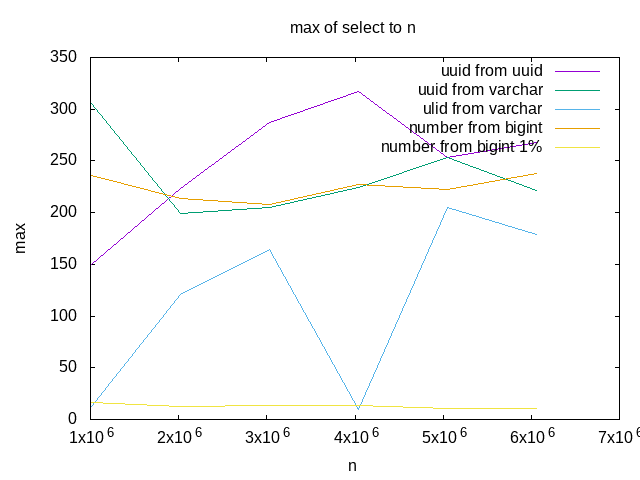 max of select to n
350
300
250
200
150
100
50
0
max
uuid from uuid
uuid from varchar
ulid from varchar
number from bigint
number from bigint 1%
1x10^6 2x10^6 3x10^6 4x10^6 5x10^6 6x10^6 7x10^6
n